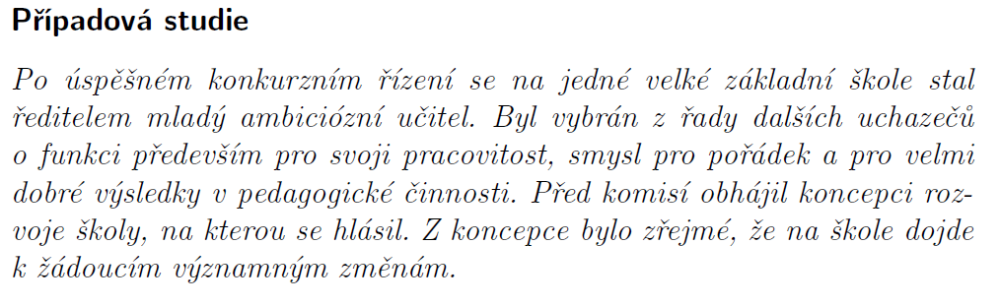 Případová studie
Po úspěšném konkurzním řízení se na jedné velké základní škole stal
ředitelem mladý ambiciózní učitel. Byl vybrán z řady dalších uchazečů
o funkci především pro svoji pracovitost, smysl pro pořádek a pro velmi
dobré výsledky v pedagogické činnosti. Před komisí obhájil koncepci roz-
voje školy, na kterou se hlásil. Z koncepce bylo zřejmé, že na škole dojde
k žádoucím významným změnám.